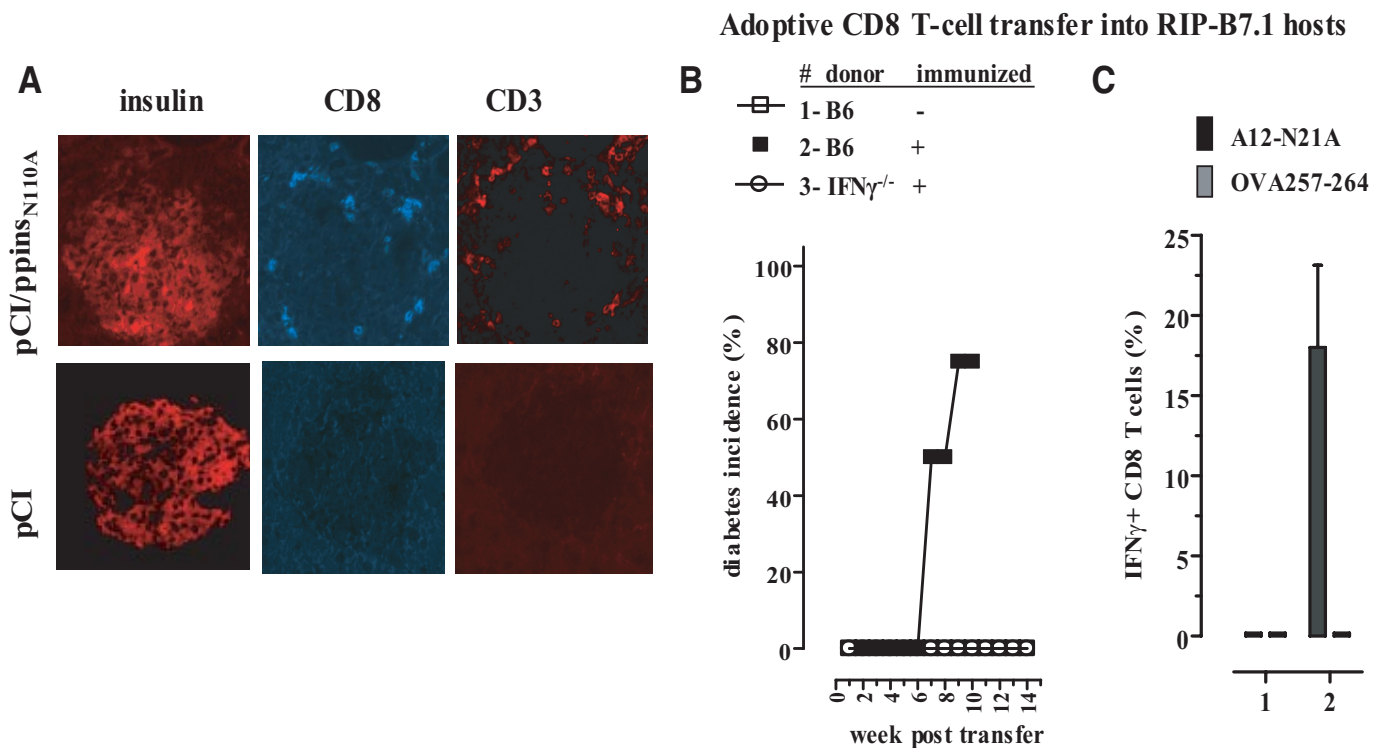 Adoptive CD8 T-cell transfer into RIP-B7.1 hosts
A
insulin CD8 CD3
pCI/ppinsN110A
pCI
B
# donor immunized
1- B6 -
2- B6 +
3- IFNγ-/- +
diabetes incidence (%)
100
80
60
40
20
0
0 2 4 6 8 10 12 14
week post transfer
C
A12-N21A
OVA257-264
IFNγ+ CD8 T cells (%)
25
20
15
10
5
0
1 2